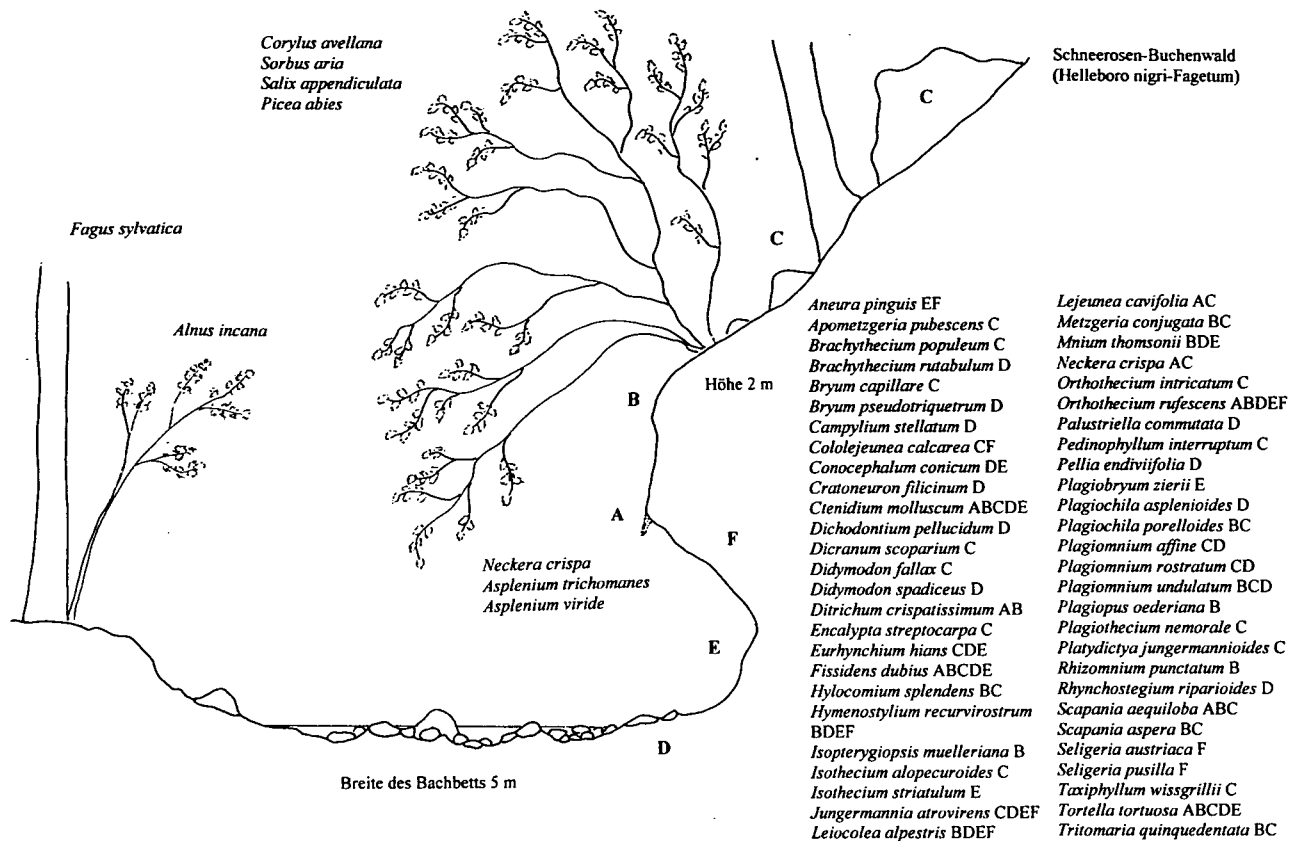 Corylus avellana
Sorbus aria
Salix appendiculata
Picea abies
Schneerosen-Buchenwald
(Helleboro nigri-Fagetum)
C
Fagus sylvatica
C
Alnus incana
Höhe 2 m
B
A
F
Neckera crispa
Asplenium trichomanes
Asplenium viride
E
D
Breite des Bachbetts 5 m
Aneura pinguis EF
Apometzgeria pubescens C
Brachythecium populeum C
Brachythecium rutabulum D
Bryum capillare C
Bryum pseudotriquetrum D
Campylium stellatum D
Cololejeunea calcarea CF
Conocephalum conicum DE
Cratoneuron filicinum D
Ctenidium molluscum ABCDE
Dichodontium pellucidum D
Dicranum scoparium C
Didymodon fallax C
Didymodon spadiceus D
Ditrichum crispatissimum AB
Encalypta streptocarpa C
Eurhynchium hians CDE
Fissidens dubius ABCDE
Hylocomium splendens BC
Hymenostylium recurvirostrum
BDEF
Isopterygiopsis muelleriana B
Isothecium alopecuroides C
Isothecium striatulum E
Jungermannia atrovirens CDEF
Leiocolea alpestris BDEF
Lejeunea cavifolia AC
Metzgeria conjugata BC
Mnium thomsonii BDE
Neckera crispa AC
Orthothecium intricatum C
Orthothecium rufescens ABDEF
Palustriella commutata D
Pedinophyllum interruptum C
Pellia endiviifolia D
Plagiobryum zierii E
Plagiochila asplenioides D
Plagiochila porelloides BC
Plagiomnium affine CD
Plagiomnium rostratum CD
Plagiomnium undulatum BCD
Plagiopus oederiana B
Plagiothecium nemorale C
Platydictya jungermannioides C
Rhizomnium punctatum B
Rhynchostegium riparioides D
Scapania aequiloba ABC
Scapania aspera BC
Seligeria austriaca F
Seligeria pusilla F
Taxiphyllum wissgrillii C
Tortella tortuosa ABCDE
Tritomaria quinquedentata BC